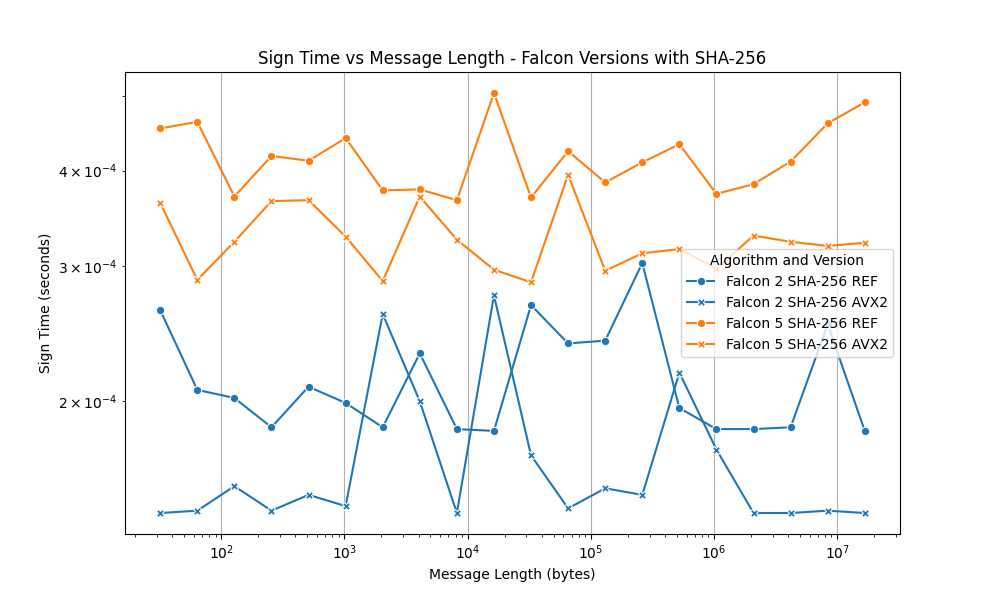 Sign Time vs Message Length - Falcon Versions with SHA-256
Sign Time (seconds)
4 × 10⁻⁴
3 × 10⁻⁴
2 × 10⁻⁴
Algorithm and Version
Falcon 2 SHA-256 REF
Falcon 2 SHA-256 AVX2
Falcon 5 SHA-256 REF
Falcon 5 SHA-256 AVX2
10² 10³ 10⁴ 10⁵ 10⁶ 10⁷
Message Length (bytes)